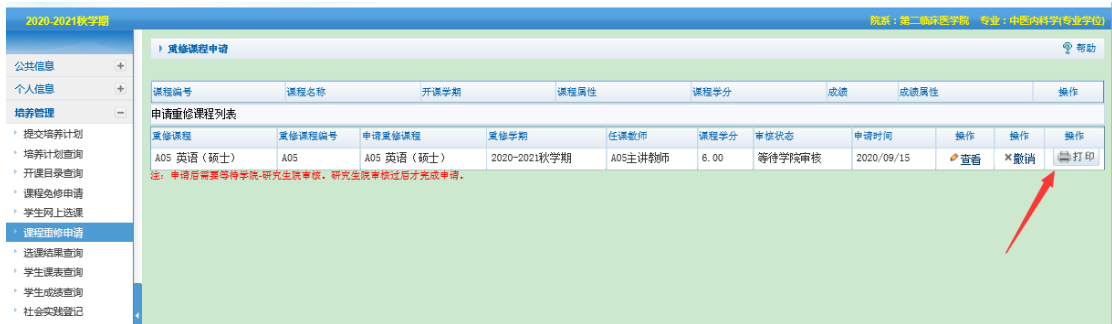 2020-2021秋学期 院系：第二临床医学院 专业：中医内科学(专业学位)
重修课程申请 帮助
公共信息 +
个人信息 +
培养管理 −
提交培养计划
培养计划查询
开课目录查询
课程免修申请
学生网上选课
课程重修申请
选课结果查询
学生课表查询
学生成绩查询
社会实践登记
课程编号 课程名称 开课学期 课程属性 课程学分 成绩 成绩属性 操作
申请重修课程列表
重修课程 重修课程编号 申请重修课程 重修学期 任课教师 课程学分 审核状态 申请时间 操作 操作 操作
A05 英语（硕士） A05 A05 英语（硕士） 2020-2021秋学期 A05主讲教师 6.00 等待学院审核 2020/09/15 查看 ×撤销 打印
注：申请后需要等待学院-研究生院审核。研究生院审核过后才完成申请。